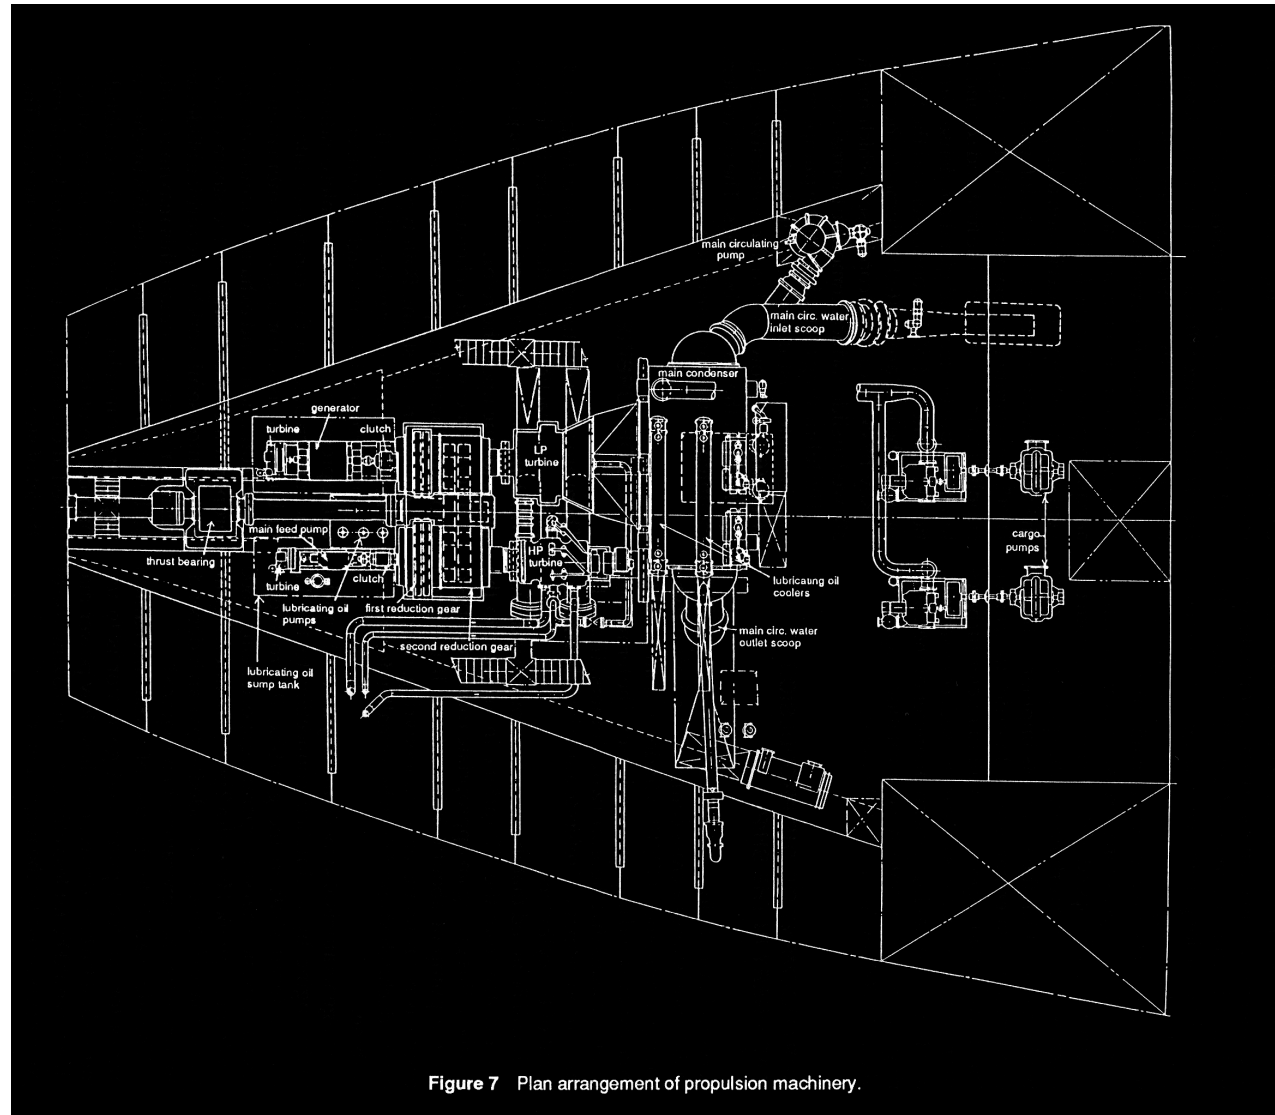 main circulating
pump
main circ. water
inlet scoop
main condenser
generator
turbine
clutch
LP
turbine
main feed pump
thrust bearing
HP
turbine
turbine
clutch
cargo
pumps
lubricating oil
coolers
lubricating oil
pumps
first reduction gear
main circ. water
outlet scoop
second reduction gear
lubricating oil
sump tank
Figure 7 Plan arrangement of propulsion machinery.